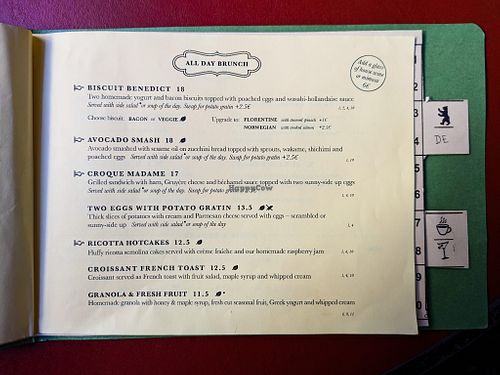 ALL DAY BRUNCH
Add a glass
of house wine
or mimosa
6€
BISCUIT BENEDICT 18
Two homemade yogurt and bacon biscuits topped with poached eggs and wasabi-hollandaise sauce
Served with side salad or soup of the day. Swap for potato gratin +2.5€
Choose biscuit: BACON or VEGGIE
Upgrade to: FLORENTINE with steamed spinach +1€
NORWEGIAN with smoked salmon +2.5€
AVOCADO SMASH 18
Avocado smashed with sesame oil on zucchini bread topped with sprouts, wakame, shichimi and
poached eggs Served with side salad or soup of the day. Swap for potato gratin +2.5€
CROQUE MADAME 17
Grilled sandwich with ham, Gruyère cheese and béchamel sauce topped with two sunny-side up eggs
Served with side salad or soup of the day. Swap for potato gratin
TWO EGGS WITH POTATO GRATIN 13.5
Thick slices of potatoes with cream and Parmesan cheese served with eggs – scrambled or
sunny-side up Served with side salad or soup of the day
RICOTTA HOTCAKES 12.5
Fluffy ricotta semolina cakes served with crème fraîche and our homemade raspberry jam
CROISSANT FRENCH TOAST 12.5
Croissant served as French toast with fruit salad, maple syrup and whipped cream
GRANOLA & FRESH FRUIT 11.5
Homemade granola with honey & maple syrup, fresh cut seasonal fruit, Greek yogurt and whipped cream
DE
HappyCow